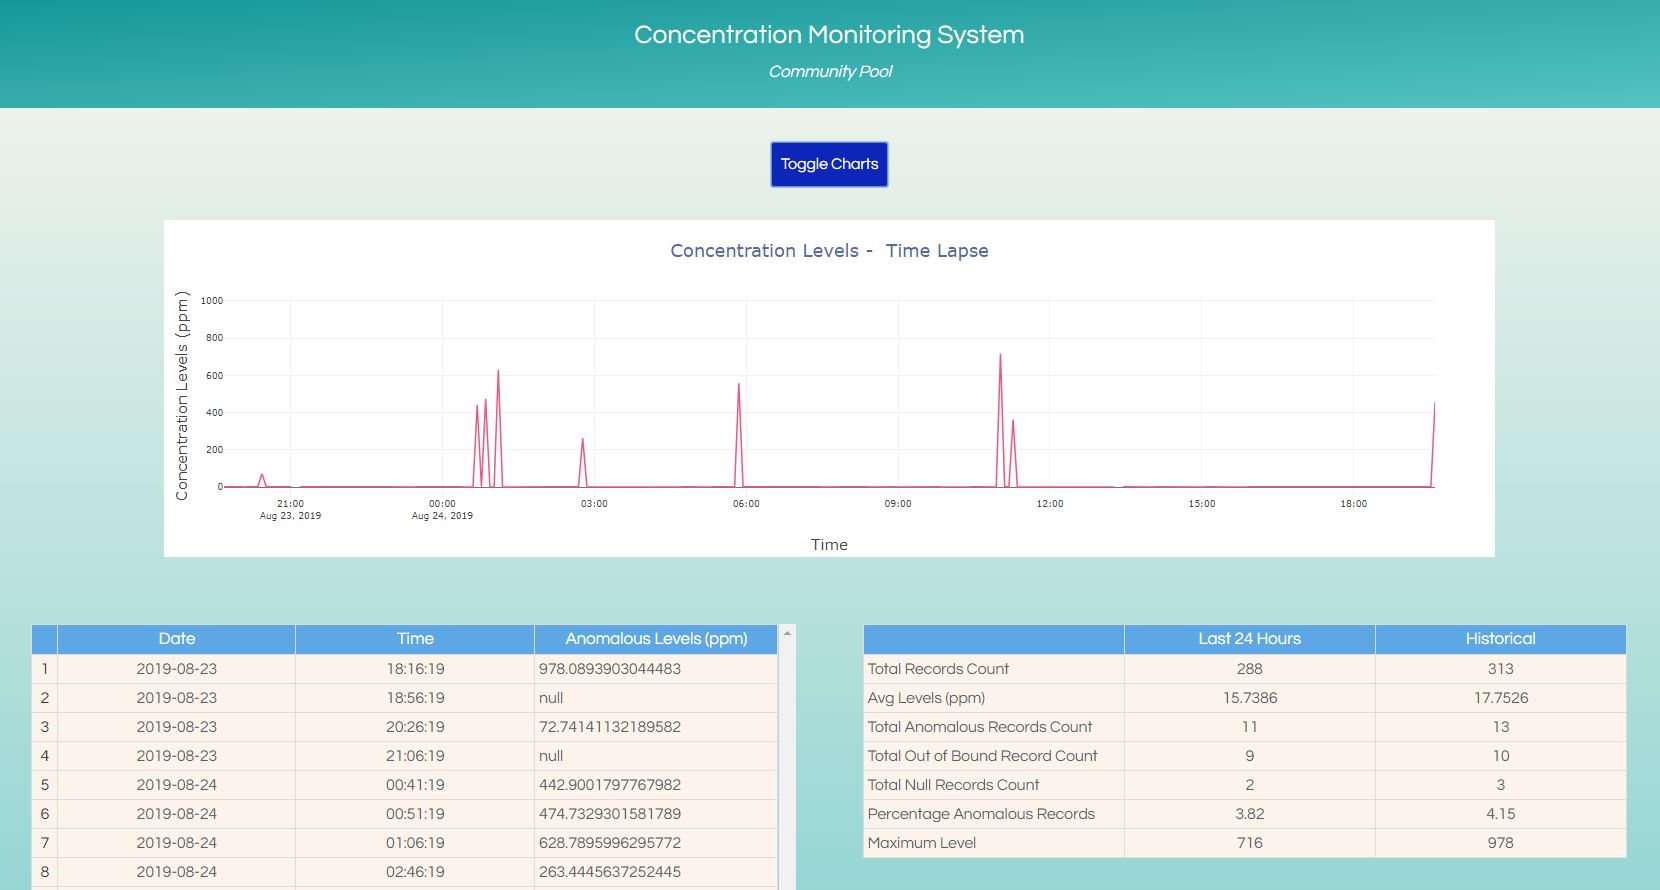 Concentration Monitoring System
Community Pool
Toggle Charts
Concentration Levels -  Time Lapse
Concentration Levels (ppm)
1000
800
600
400
200
0
21:00 00:00 03:00 06:00 09:00 12:00 15:00 18:00
Aug 23, 2019 Aug 24, 2019
Time
Date Time Anomalous Levels (ppm)
1 2019-08-23 18:16:19 978.0893903044483
2 2019-08-23 18:56:19 null
3 2019-08-23 20:26:19 72.74141132189582
4 2019-08-23 21:06:19 null
5 2019-08-24 00:41:19 442.9001797767982
6 2019-08-24 00:51:19 474.7329301581789
7 2019-08-24 01:06:19 628.7895996295772
8 2019-08-24 02:46:19 263.4445637252445
Last 24 Hours Historical
Total Records Count 288 313
Avg Levels (ppm) 15.7386 17.7526
Total Anomalous Records Count 11 13
Total Out of Bound Record Count 9 10
Total Null Records Count 2 3
Percentage Anomalous Records 3.82 4.15
Maximum Level 716 978